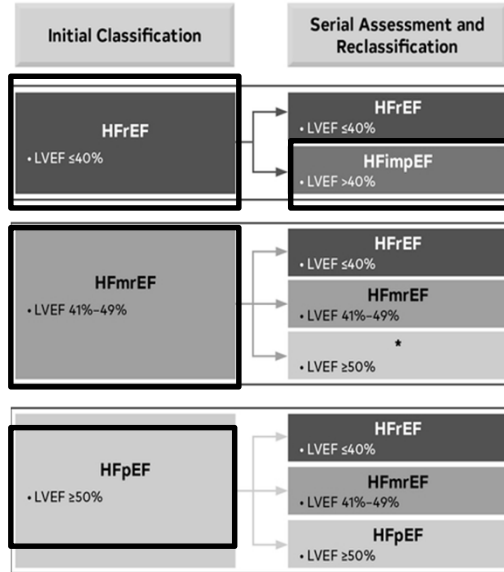 Initial Classification
Serial Assessment and
Reclassification
HFrEF
• LVEF ≤40%
HFrEF
• LVEF ≤40%
HFimpEF
• LVEF >40%
HFmrEF
• LVEF 41%–49%
HFrEF
• LVEF ≤40%
HFmrEF
• LVEF 41%–49%
*
• LVEF ≥50%
HFpEF
• LVEF ≥50%
HFrEF
• LVEF ≤40%
HFmrEF
• LVEF 41%–49%
HFpEF
• LVEF ≥50%